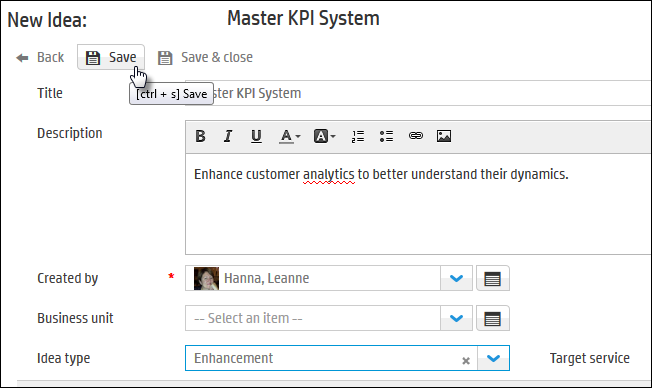 New Idea: Master KPI System
Back Save Save & close
[ctrl + s] Save
Title ster KPI System
Description B I U A A
Enhance customer analytics to better understand their dynamics.
Created by * Hanna, Leanne
Business unit -- Select an item --
Idea type Enhancement × Target service